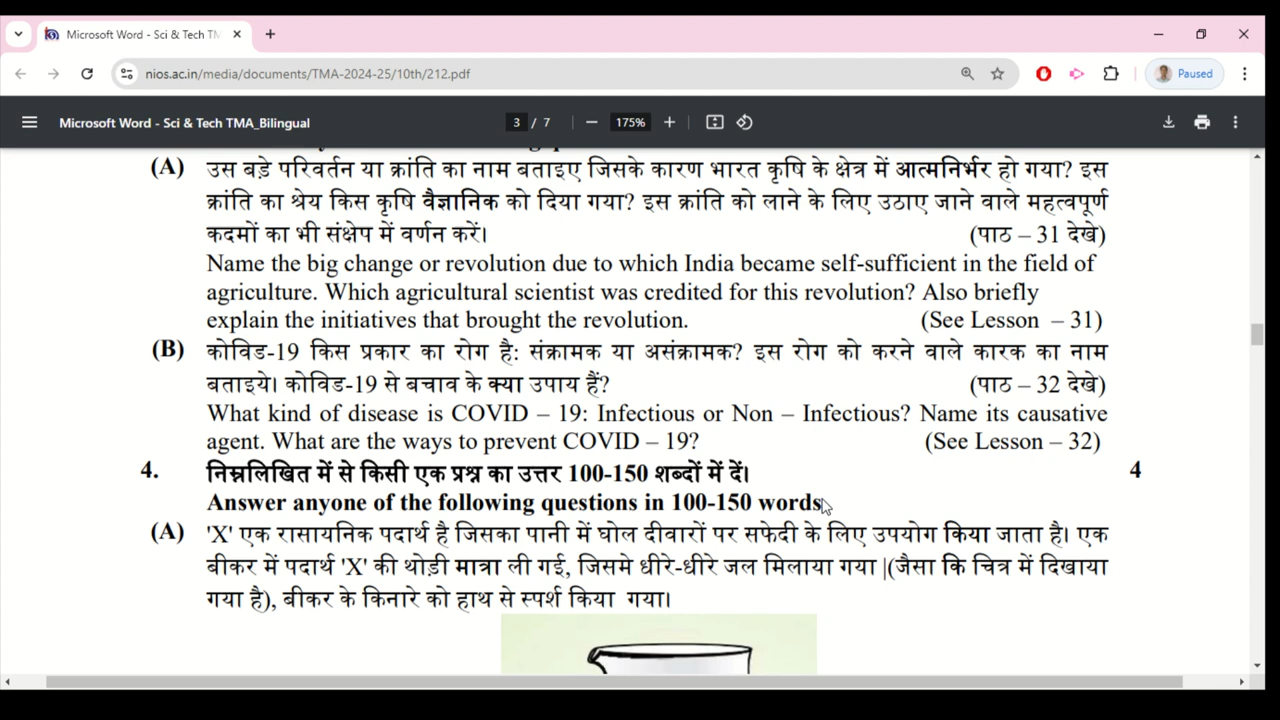 Microsoft Word - Sci & Tech TM
nios.ac.in/media/documents/TMA-2024-25/10th/212.pdf
Paused
Microsoft Word - Sci & Tech TMA_Bilingual
3 / 7
175%
(A) उस बड़े परिवर्तन या क्रांति का नाम बताइए जिसके कारण भारत कृषि के क्षेत्र में आत्मनिर्भर हो गया? इस
क्रांति का श्रेय किस कृषि वैज्ञानिक को दिया गया? इस क्रांति को लाने के लिए उठाए जाने वाले महत्वपूर्ण
कदमों का भी संक्षेप में वर्णन करें। (पाठ – 31 देखे)
Name the big change or revolution due to which India became self-sufficient in the field of
agriculture. Which agricultural scientist was credited for this revolution? Also briefly
explain the initiatives that brought the revolution. (See Lesson – 31)
(B) कोविड-19 किस प्रकार का रोग है: संक्रामक या असंक्रामक? इस रोग को करने वाले कारक का नाम
बताइये। कोविड-19 से बचाव के क्या उपाय हैं? (पाठ – 32 देखे)
What kind of disease is COVID – 19: Infectious or Non – Infectious? Name its causative
agent. What are the ways to prevent COVID – 19? (See Lesson – 32)
4. निम्नलिखित में से किसी एक प्रश्न का उत्तर 100-150 शब्दों में दें। 4
Answer anyone of the following questions in 100-150 words
(A) 'X' एक रासायनिक पदार्थ है जिसका पानी में घोल दीवारों पर सफेदी के लिए उपयोग किया जाता है। एक
बीकर में पदार्थ 'X' की थोड़ी मात्रा ली गई, जिसमे धीरे-धीरे जल मिलाया गया |(जैसा कि चित्र में दिखाया
गया है), बीकर के किनारे को हाथ से स्पर्श किया गया।